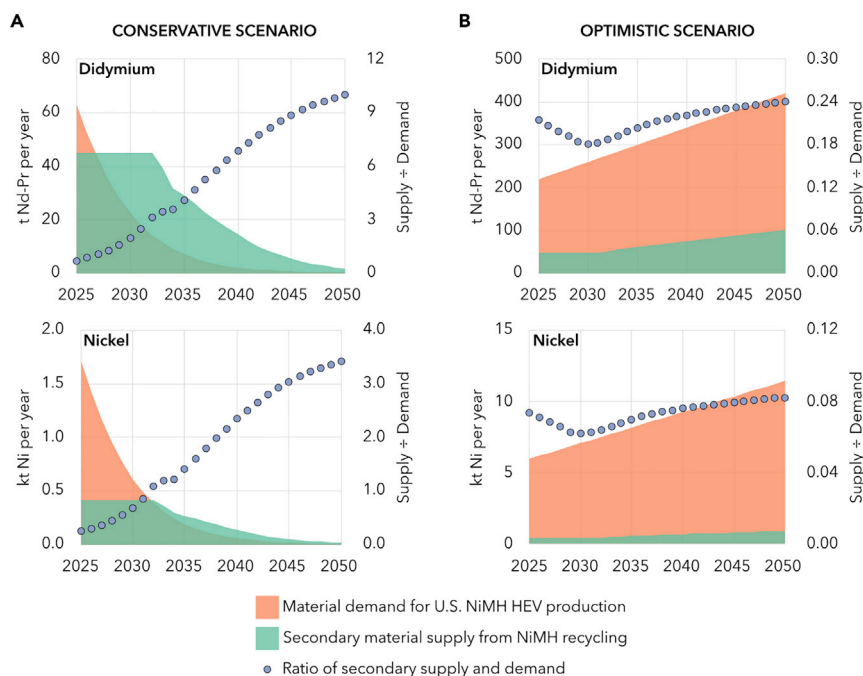 A
CONSERVATIVE SCENARIO
Didymium
80
60
40
20
0
t Nd-Pr per year
12
9
6
3
0
Supply ÷ Demand
2025 2030 2035 2040 2045 2050
Nickel
2.0
1.5
1.0
0.5
0.0
kt Ni per year
4.0
3.0
2.0
1.0
0.0
Supply ÷ Demand
2025 2030 2035 2040 2045 2050
B
OPTIMISTIC SCENARIO
Didymium
500
400
300
200
100
0
t Nd-Pr per year
0.30
0.24
0.18
0.12
0.06
0.00
Supply ÷ Demand
2025 2030 2035 2040 2045 2050
Nickel
15
10
5
0
kt Ni per year
0.12
0.08
0.04
0.00
Supply ÷ Demand
2025 2030 2035 2040 2045 2050
Material demand for U.S. NiMH HEV production
Secondary material supply from NiMH recycling
Ratio of secondary supply and demand